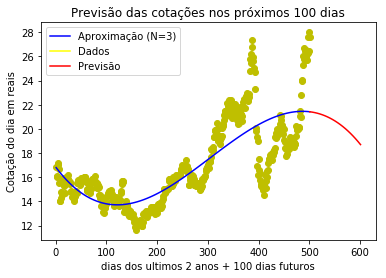 Previsão das cotações nos próximos 100 dias
Aproximação (N=3)
Dados
Previsão
Cotação do dia em reais
28
26
24
22
20
18
16
14
12
0
100
200
300
400
500
600
dias dos ultimos 2 anos + 100 dias futuros